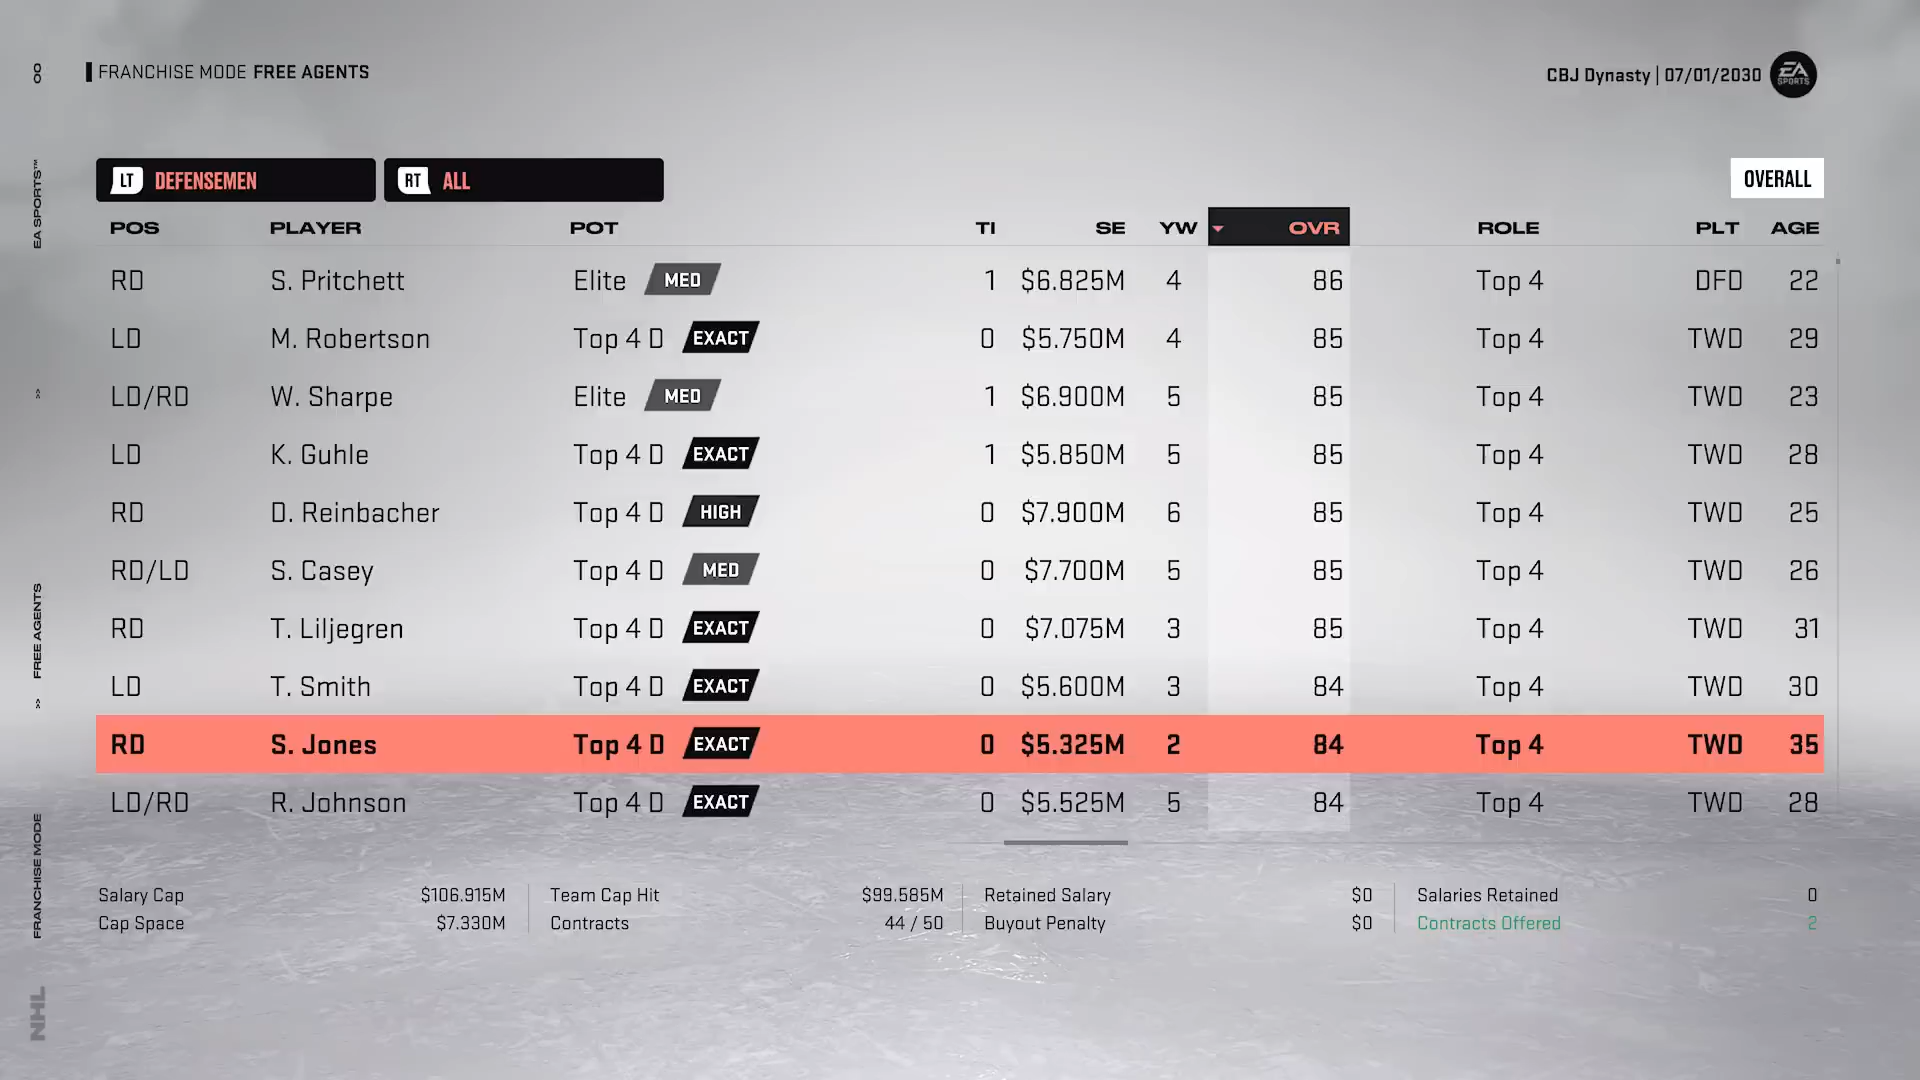 FRANCHISE MODE FREE AGENTS
CBJ Dynasty | 07/01/2030
EA SPORTS
LT DEFENSEMEN
RT ALL
OVERALL
POS PLAYER POT TI SE YW OVR ROLE PLT AGE
RD S. Pritchett Elite MED 1 $6.825M 4 86 Top 4 DFD 22
LD M. Robertson Top 4 D EXACT 0 $5.750M 4 85 Top 4 TWD 29
LD/RD W. Sharpe Elite MED 1 $6.900M 5 85 Top 4 TWD 23
LD K. Guhle Top 4 D EXACT 1 $5.850M 5 85 Top 4 TWD 28
RD D. Reinbacher Top 4 D HIGH 0 $7.900M 6 85 Top 4 TWD 25
RD/LD S. Casey Top 4 D MED 0 $7.700M 5 85 Top 4 TWD 26
RD T. Liljegren Top 4 D EXACT 0 $7.075M 3 85 Top 4 TWD 31
LD T. Smith Top 4 D EXACT 0 $5.600M 3 84 Top 4 TWD 30
RD S. Jones Top 4 D EXACT 0 $5.325M 2 84 Top 4 TWD 35
LD/RD R. Johnson Top 4 D EXACT 0 $5.525M 5 84 Top 4 TWD 28
Salary Cap $106.915M Team Cap Hit $99.585M Retained Salary $0 Salaries Retained 0
Cap Space $7.330M Contracts 44 / 50 Buyout Penalty $0 Contracts Offered 2
NHL
FRANCHISE MODE >> FREE AGENTS >> EA SPORTS™